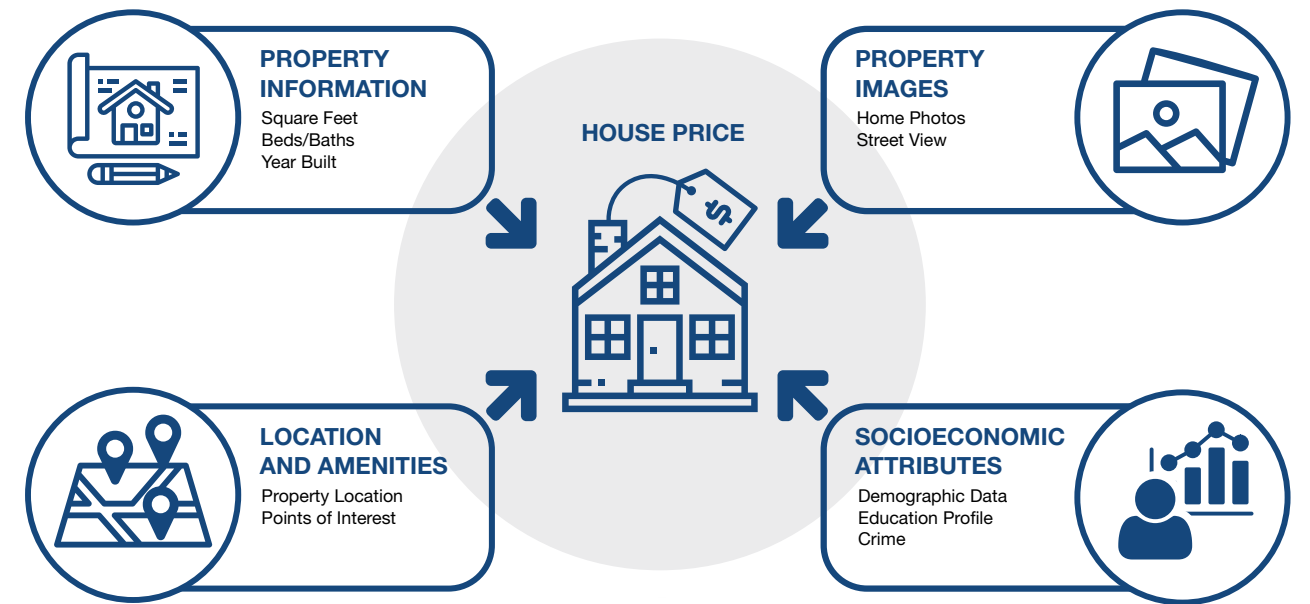 PROPERTY
INFORMATION
Square Feet
Beds/Baths
Year Built
HOUSE PRICE
$
PROPERTY
IMAGES
Home Photos
Street View
LOCATION
AND AMENITIES
Property Location
Points of Interest
SOCIOECONOMIC
ATTRIBUTES
Demographic Data
Education Profile
Crime